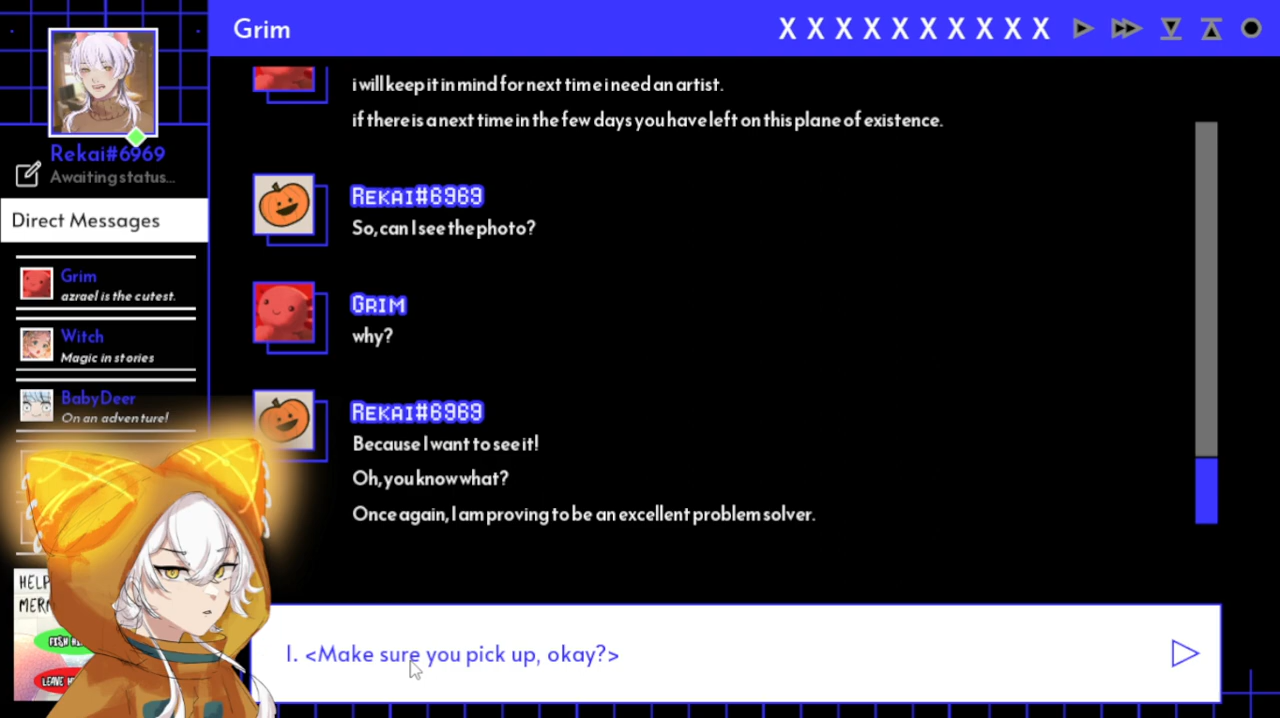 Grim
X X X X X X X X X X
Rekai#6969
Awaiting status...
Direct Messages
Grim
azrael is the cutest.
Witch
Magic in stories
BabyDeer
On an adventure!
HELP
FISH
LEAVE
i will keep it in mind for next time i need an artist.
if there is a next time in the few days you have left on this plane of existence.
Rekai#6969
So, can I see the photo?
Grim
why?
Rekai#6969
Because I want to see it!
Oh, you know what?
Once again, I am proving to be an excellent problem solver.
1. <Make sure you pick up, okay?>